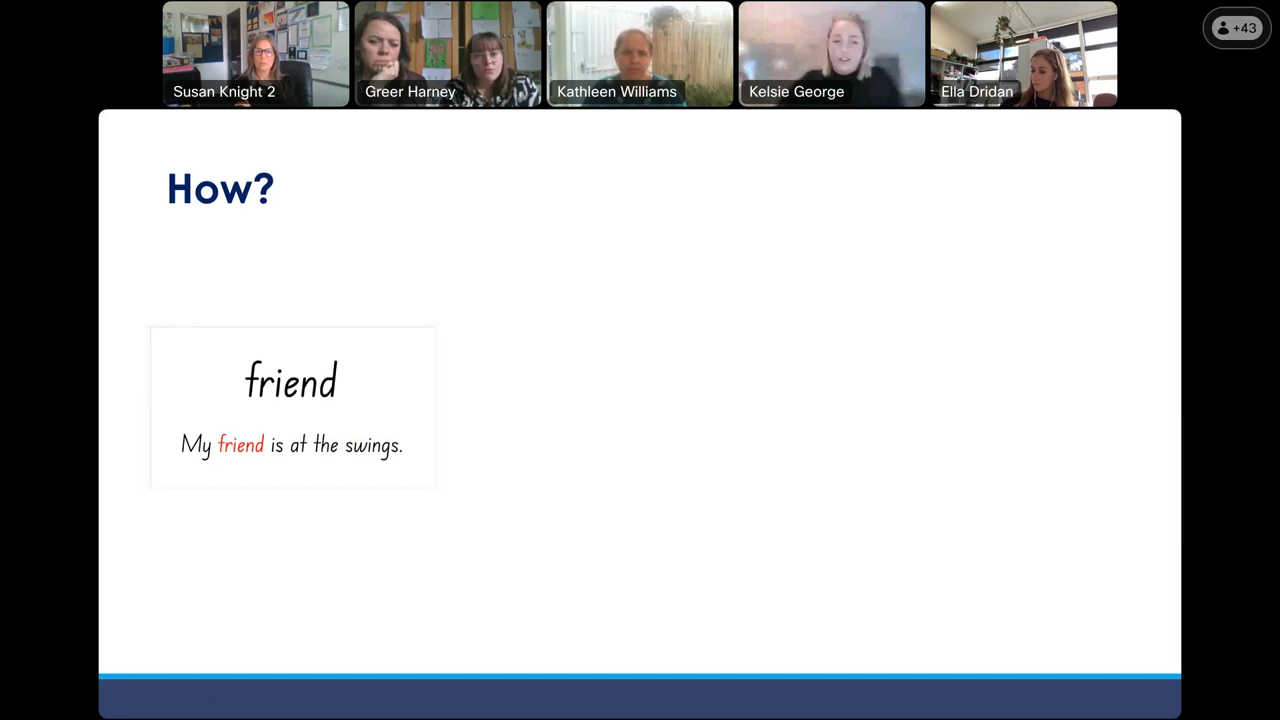 Susan Knight 2
Greer Harney
Kathleen Williams
Kelsie George
Ella Dridan
+43
How?
friend
My friend is at the swings.